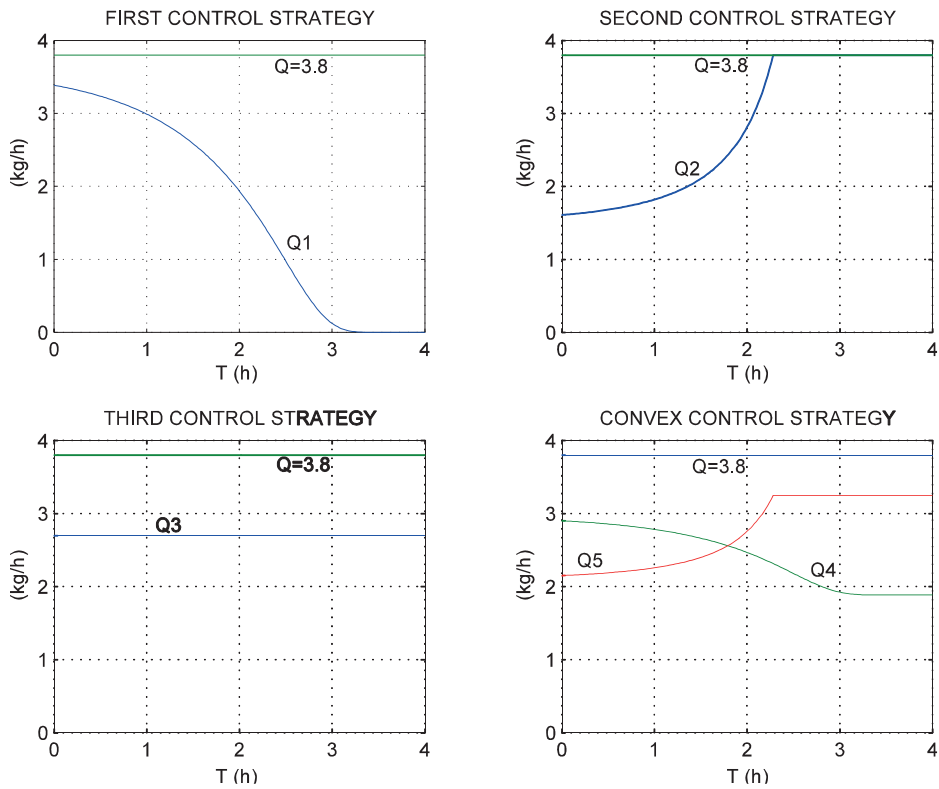 FIRST CONTROL STRATEGY
4
3
2
1
0
(kg/h)
Q=3.8
Q1
0 1 2 3 4
T (h)
SECOND CONTROL STRATEGY
4
3
2
1
0
(kg/h)
Q=3.8
Q2
0 1 2 3 4
T (h)
THIRD CONTROL STRATEGY
4
3
2
1
0
(kg/h)
Q=3.8
Q3
0 1 2 3 4
T (h)
CONVEX CONTROL STRATEGY
4
3
2
1
0
(kg/h)
Q=3.8
Q5
Q4
0 1 2 3 4
T (h)